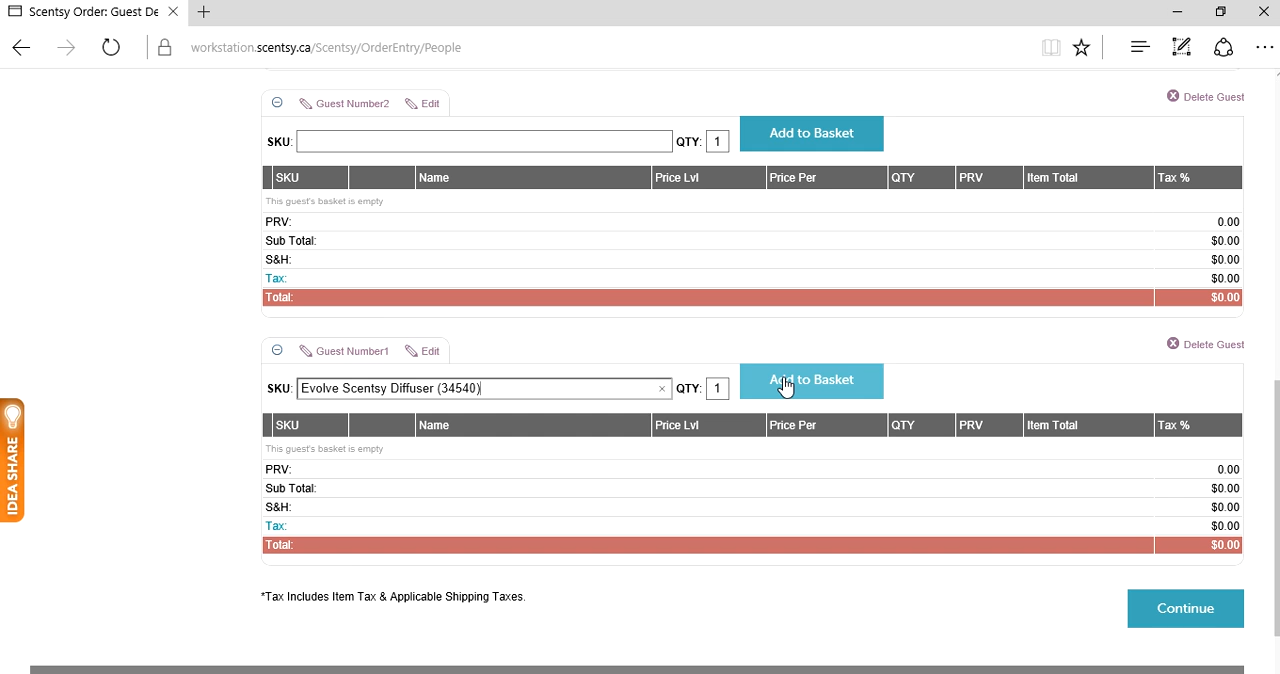 Scentsy Order: Guest De
workstation.scentsy.ca/Scentsy/OrderEntry/People
Guest Number2 Edit Delete Guest
SKU: QTY: 1 Add to Basket
SKU Name Price Lvl Price Per QTY PRV Item Total Tax %
This guest's basket is empty
PRV: 0.00
Sub Total: $0.00
S&H: $0.00
Tax: $0.00
Total: $0.00
Guest Number1 Edit Delete Guest
SKU: Evolve Scentsy Diffuser (34540) × QTY: 1 Add to Basket
SKU Name Price Lvl Price Per QTY PRV Item Total Tax %
This guest's basket is empty
PRV: 0.00
Sub Total: $0.00
S&H: $0.00
Tax: $0.00
Total: $0.00
IDEA SHARE
*Tax Includes Item Tax & Applicable Shipping Taxes.
Continue